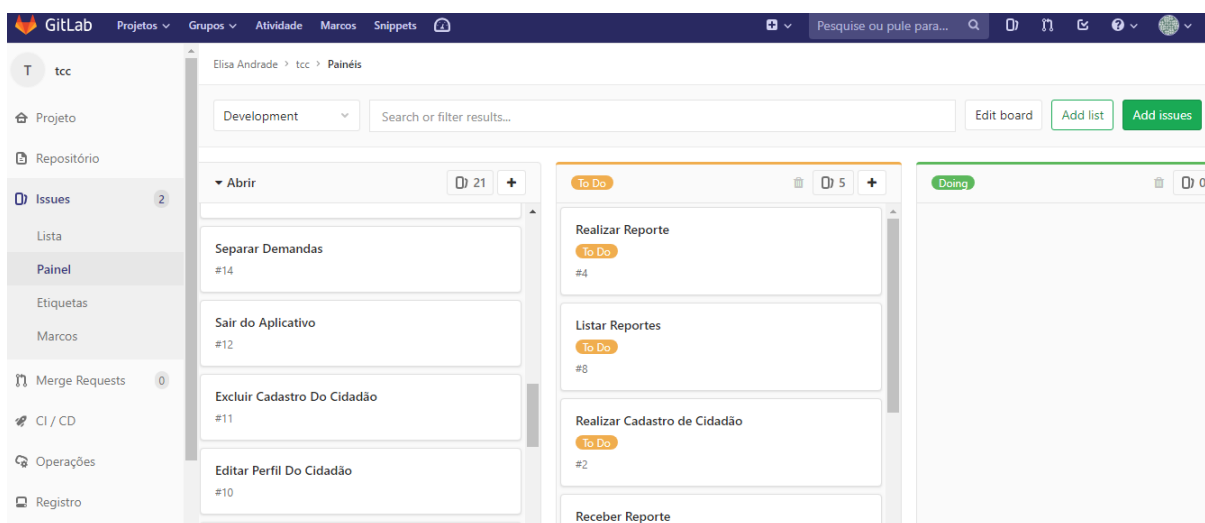 GitLab Projetos Grupos Atividade Marcos Snippets Pesquise ou pule para...
T tcc
Elisa Andrade > tcc > Painéis
Projeto
Repositório
Issues 2
Lista
Painel
Etiquetas
Marcos
Merge Requests 0
CI / CD
Operações
Registro
Development Search or filter results... Edit board Add list Add issues
Abrir 21 +
Separar Demandas
#14
Sair do Aplicativo
#12
Excluir Cadastro Do Cidadão
#11
Editar Perfil Do Cidadão
#10
To Do 5 +
Realizar Reporte
To Do
#4
Listar Reportes
To Do
#8
Realizar Cadastro de Cidadão
To Do
#2
Receber Reporte
Doing 0